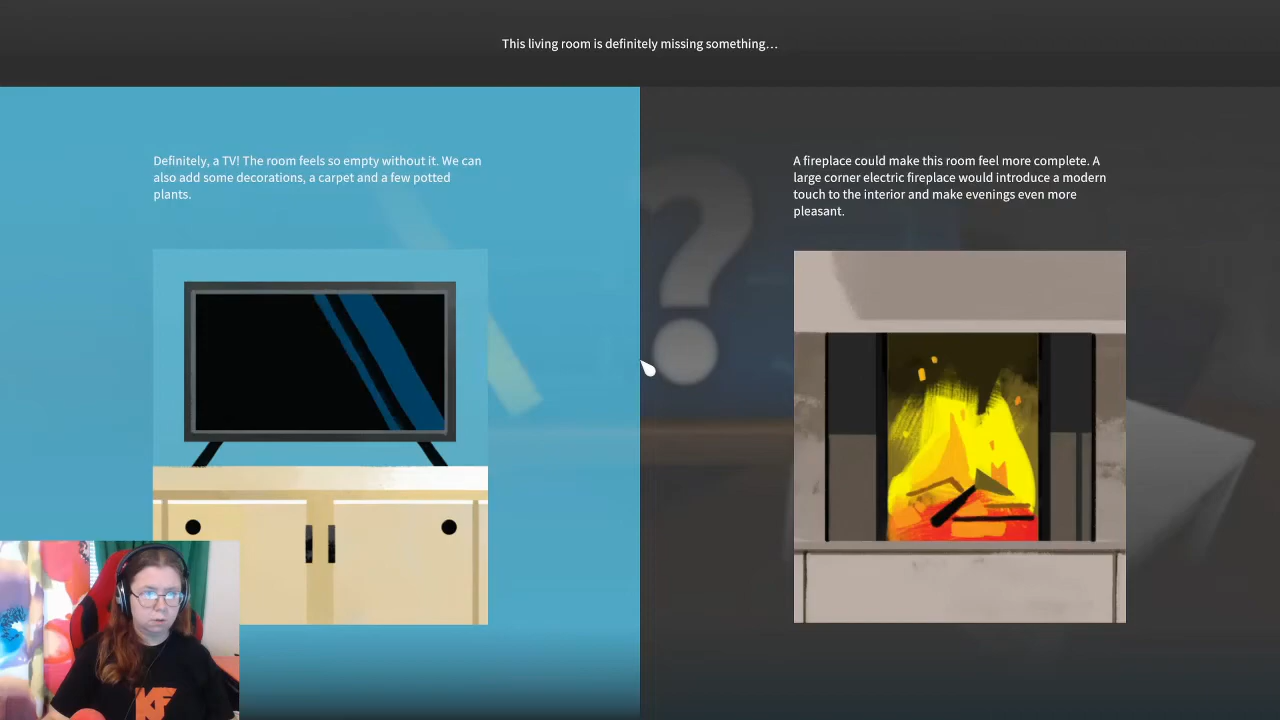 This living room is definitely missing something…
Definitely, a TV! The room feels so empty without it. We can
also add some decorations, a carpet and a few potted
plants.
A fireplace could make this room feel more complete. A
large corner electric fireplace would introduce a modern
touch to the interior and make evenings even more
pleasant.
?
KF